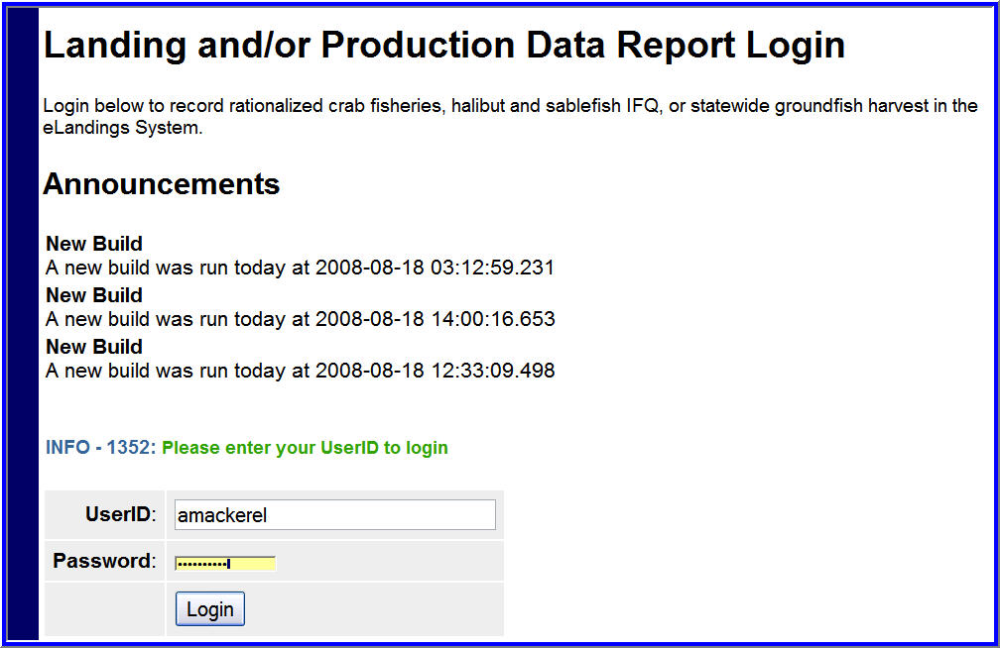 Landing and/or Production Data Report Login
Login below to record rationalized crab fisheries, halibut and sablefish IFQ, or statewide groundfish harvest in the
eLandings System.
Announcements
New Build
A new build was run today at 2008-08-18 03:12:59.231
New Build
A new build was run today at 2008-08-18 14:00:16.653
New Build
A new build was run today at 2008-08-18 12:33:09.498
INFO - 1352: Please enter your UserID to login
UserID: amackerel
Password: ••••••••••
Login